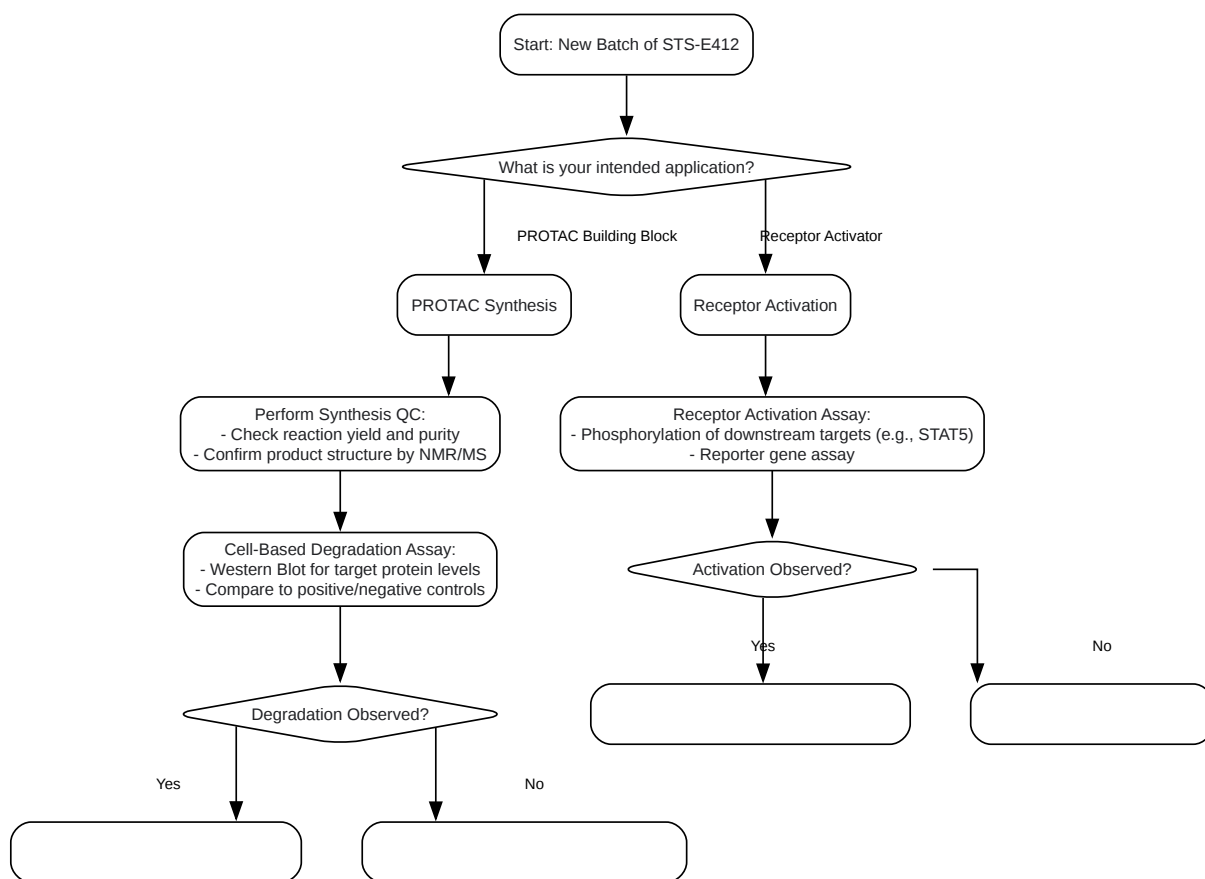 Start: New Batch of STS-E412
What is your intended application?
PROTAC Building Block
Receptor Activator
PROTAC Synthesis
Receptor Activation
Perform Synthesis QC:
- Check reaction yield and purity
- Confirm product structure by NMR/MS
Receptor Activation Assay:
- Phosphorylation of downstream targets (e.g., STAT5)
- Reporter gene assay
Cell-Based Degradation Assay:
- Western Blot for target protein levels
- Compare to positive/negative controls
Activation Observed?
Yes
No
Degradation Observed?
Yes
No